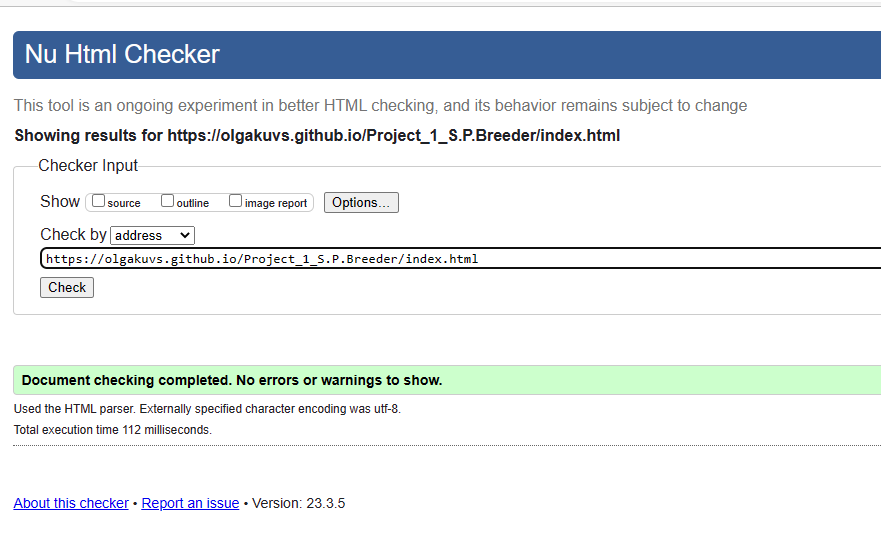 Nu Html Checker
This tool is an ongoing experiment in better HTML checking, and its behavior remains subject to change
Showing results for https://olgakuvs.github.io/Project_1_S.P.Breeder/index.html
Checker Input
Show source outline image report Options...
Check by address
https://olgakuvs.github.io/Project_1_S.P.Breeder/index.html
Check
Document checking completed. No errors or warnings to show.
Used the HTML parser. Externally specified character encoding was utf-8.
Total execution time 112 milliseconds.
About this checker • Report an issue • Version: 23.3.5